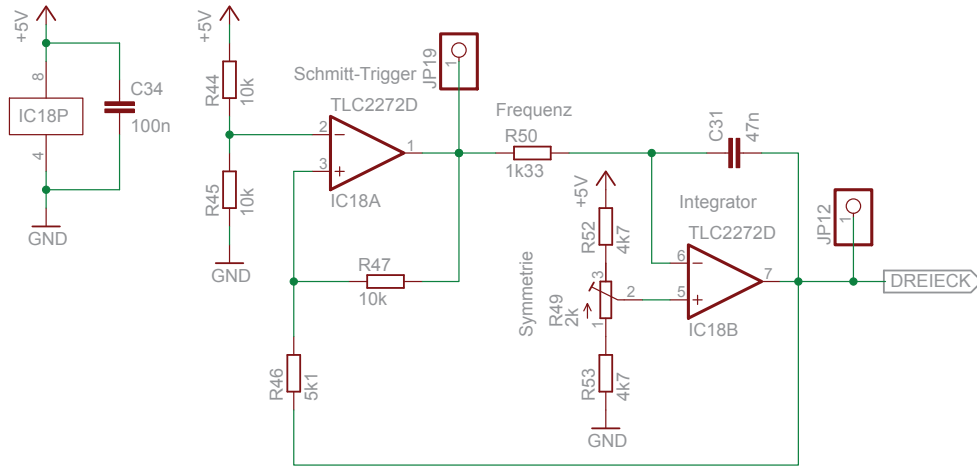 +5V
8
IC18P
4
C34
100n
GND
+5V
R44
10k
R45
10k
GND
Schmitt-Trigger
TLC2272D
2
3
1
IC18A
JP19
1
R47
10k
R46
5k1
Frequenz
R50
1k33
C31
47n
+5V
R52
4k7
Symmetrie
R49
2k
3
2
1
R53
4k7
GND
Integrator
TLC2272D
6
5
7
IC18B
JP12
1
DREIECK